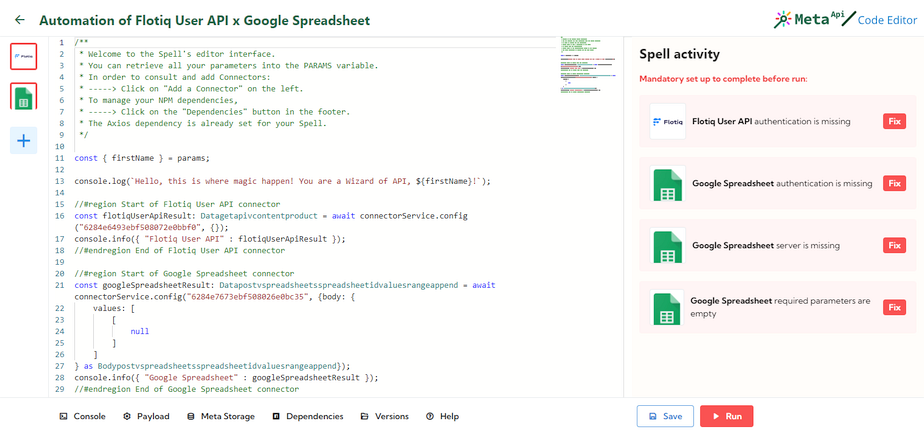 Automation of Flotiq User API x Google Spreadsheet
Meta Api / Code Editor
Flotiq
1 /**
2 * Welcome to the Spell's editor interface.
3 * You can retrieve all your parameters into the PARAMS variable.
4 * In order to consult and add Connectors:
5 * -----> Click on "Add a Connector" on the left.
6 * To manage your NPM dependencies,
7 * -----> Click on the "Dependencies" button in the footer.
8 * The Axios dependency is already set for your Spell.
9 */
10
11 const { firstName } = params;
12
13 console.log(`Hello, this is where magic happen! You are a Wizard of API, ${firstName}!`);
14
15 //#region Start of Flotiq User API connector
16 const flotiqUserApiResult: Datagetapivcontentproduct = await connectorService.config
("6284e6493ebf508072e0bbf0", {});
17 console.info({ "Flotiq User API" : flotiqUserApiResult });
18 //#endregion End of Flotiq User API connector
19
20 //#region Start of Google Spreadsheet connector
21 const googleSpreadsheetResult: Datapostvspreadsheetsspreadsheetidvaluesrangeappend = await
connectorService.config("6284e7673ebf508026e0bc35", {body: {
22 values: [
23 [
24 null
25 ]
26 ]
27 } as Bodypostvspreadsheetsspreadsheetidvaluesrangeappend});
28 console.info({ "Google Spreadsheet" : googleSpreadsheetResult });
29 //#endregion End of Google Spreadsheet connector
Spell activity
Mandatory set up to complete before run:
Flotiq Flotiq User API authentication is missing Fix
Google Spreadsheet authentication is missing Fix
Google Spreadsheet server is missing Fix
Google Spreadsheet required parameters are
empty Fix
Console Payload Meta Storage Dependencies Versions Help
Save Run